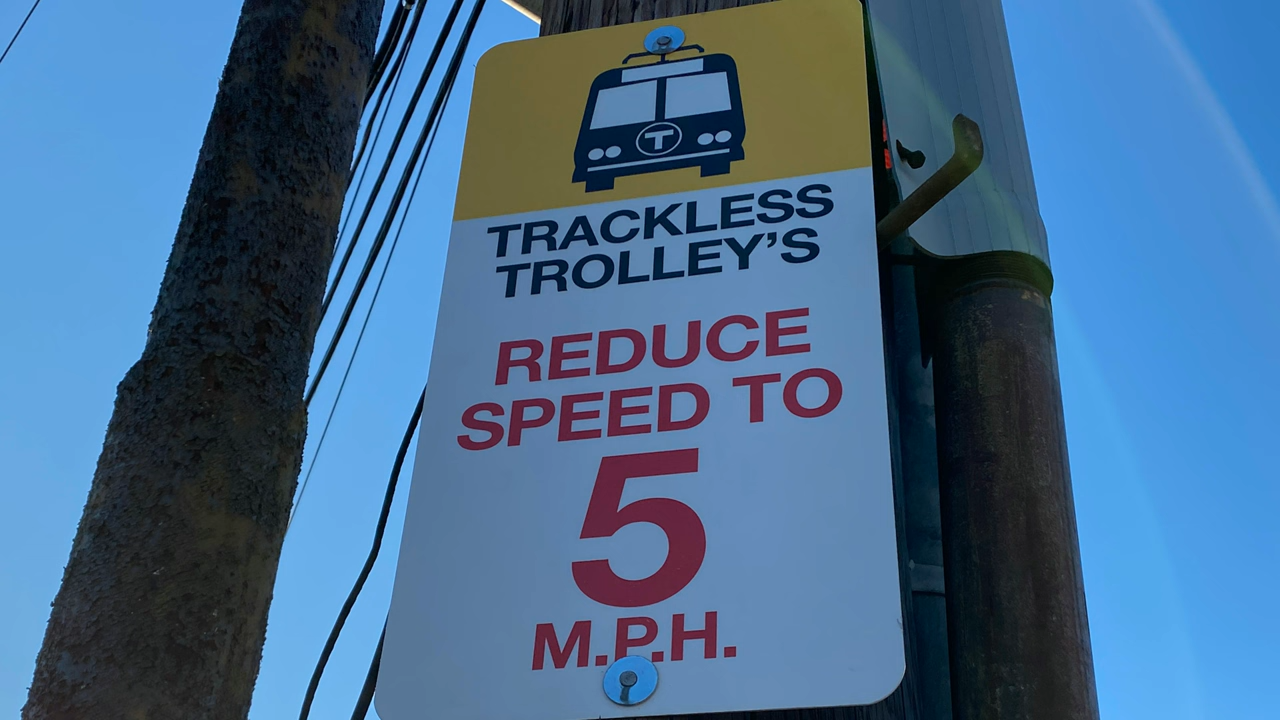 T
TRACKLESS
TROLLEY'S
REDUCE
SPEED TO
5
M.P.H.